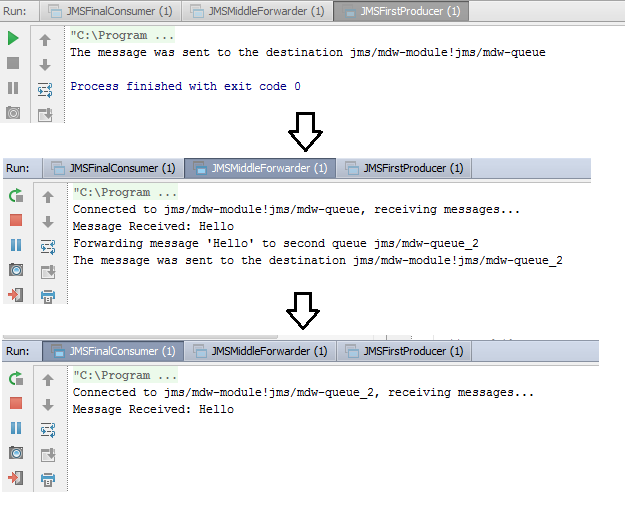 Run: JMSFinalConsumer (1) JMSMiddleForwarder (1) JMSFirstProducer (1)
"C:\Program ...
The message was sent to the destination jms/mdw-module!jms/mdw-queue
Process finished with exit code 0
Run: JMSFinalConsumer (1) JMSMiddleForwarder (1) JMSFirstProducer (1)
"C:\Program ...
Connected to jms/mdw-module!jms/mdw-queue, receiving messages...
Message Received: Hello
Forwarding message 'Hello' to second queue jms/mdw-queue_2
The message was sent to the destination jms/mdw-module!jms/mdw-queue_2
Run: JMSFinalConsumer (1) JMSMiddleForwarder (1) JMSFirstProducer (1)
"C:\Program ...
Connected to jms/mdw-module!jms/mdw-queue_2, receiving messages...
Message Received: Hello